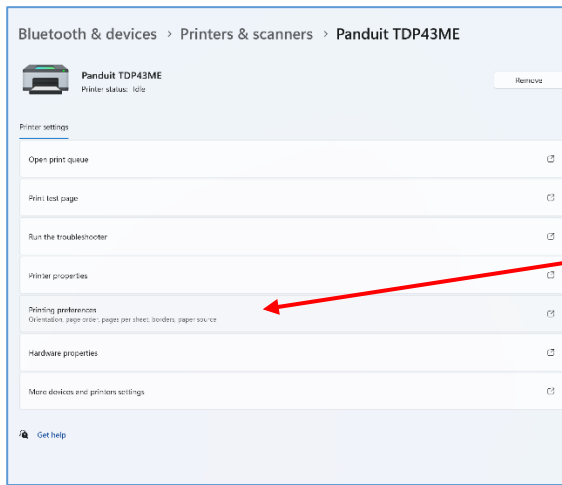 Bluetooth & devices > Printers & scanners > Panduit TDP43ME
Panduit TDP43ME
Printer status: Idle
Remove
Printer settings
Open print queue
Print test page
Run the troubleshooter
Printer properties
Printing preferences
Orientation, page order, pages per sheet, borders, paper source
Hardware properties
More devices and printers settings
Get help